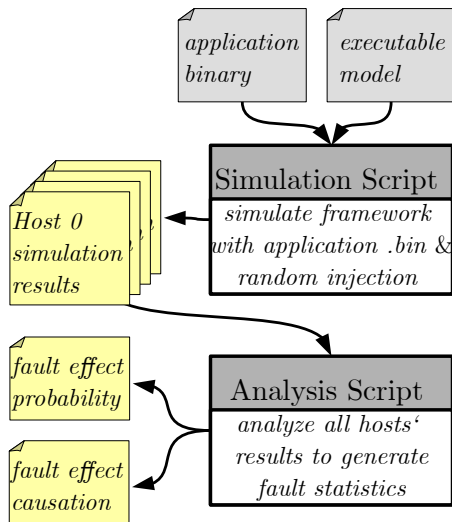 application
binary
executable
model
Simulation Script
simulate framework
with application .bin &
random injection
Host 0
simulation
results
Analysis Script
analyze all hosts‘
results to generate
fault statistics
fault effect
probability
fault effect
causation